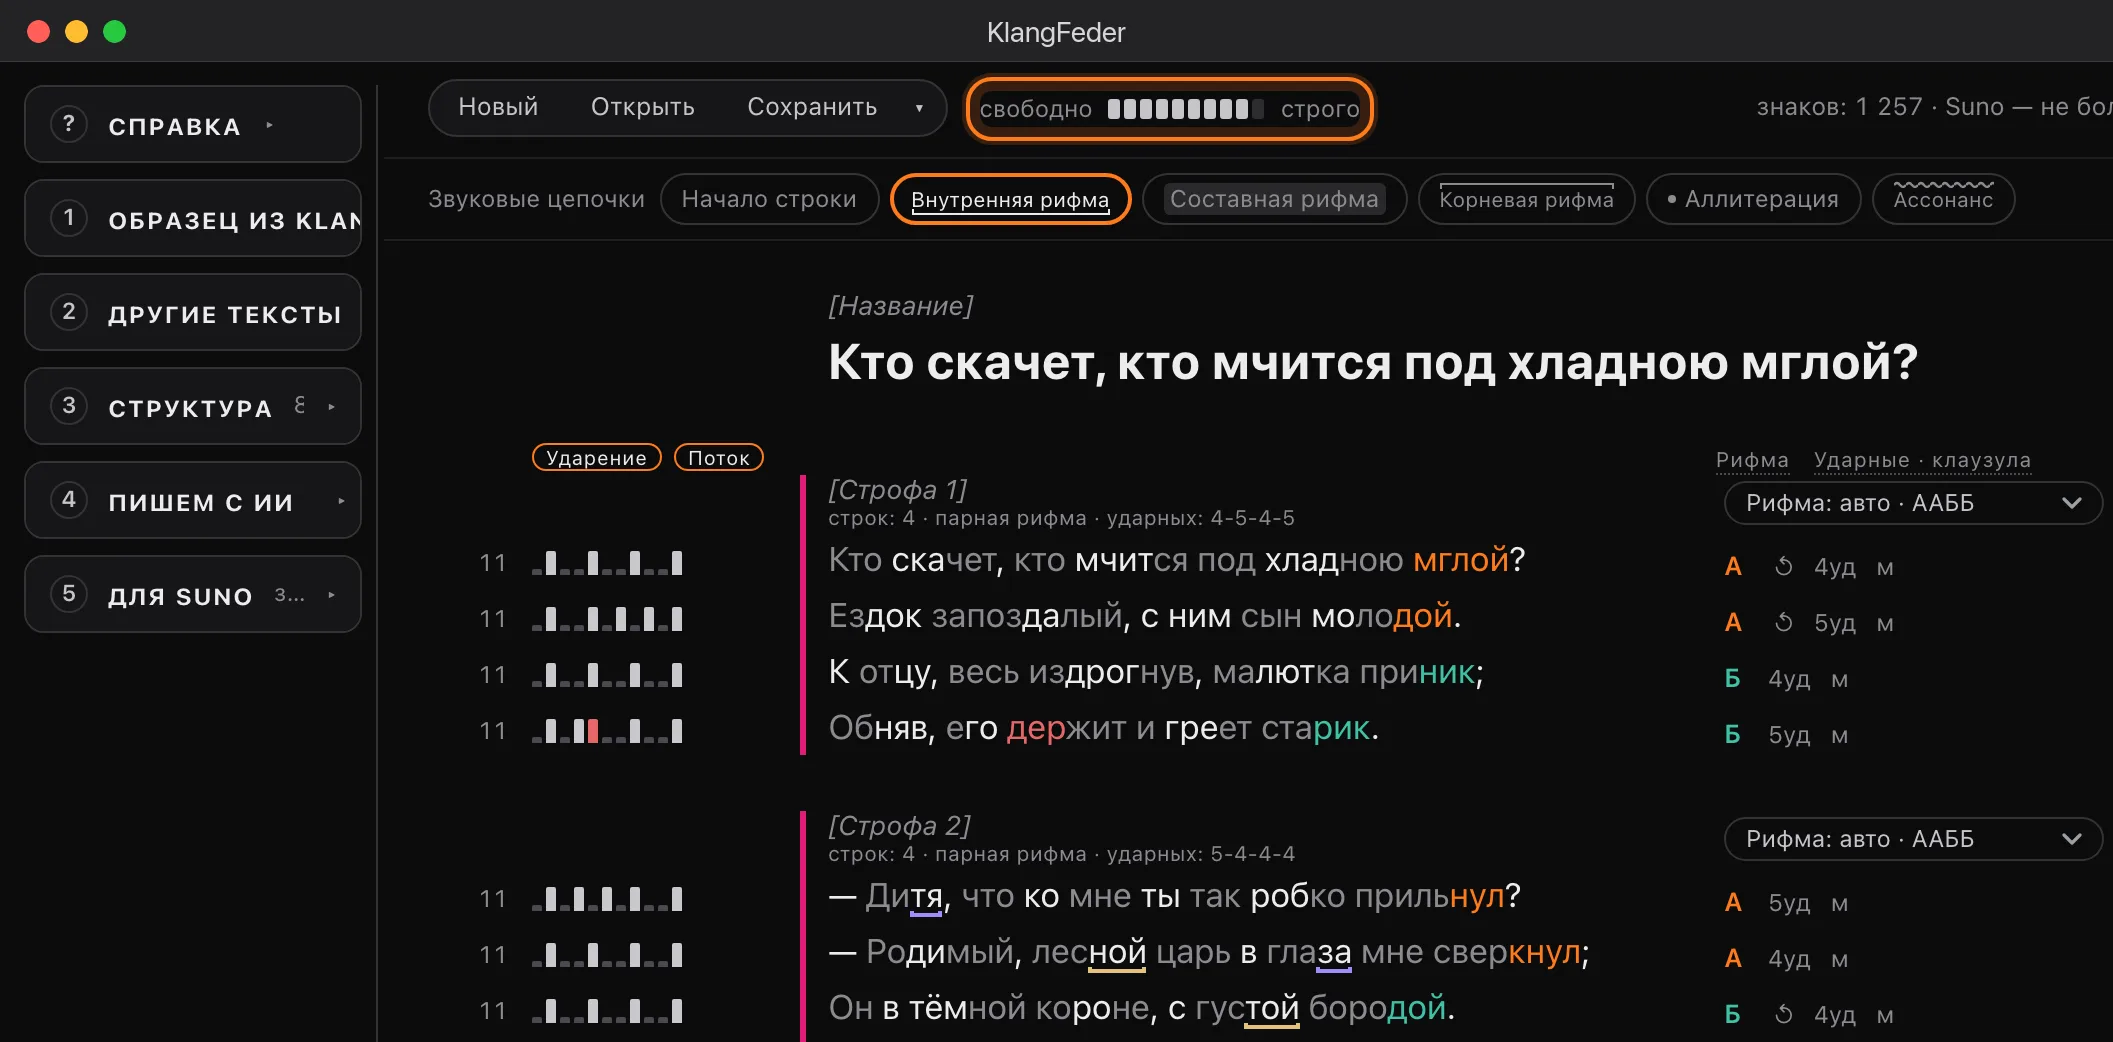 KlangFeder
? СПРАВКА
1 ОБРАЗЕЦ ИЗ KLAN
2 ДРУГИЕ ТЕКСТЫ
3 СТРУКТУРА 8
4 ПИШЕМ С ИИ
5 ДЛЯ SUNO з...
Новый Открыть Сохранить
свободно строго
знаков: 1 257 · Suno — не бол
Звуковые цепочки Начало строки Внутренняя рифма Составная рифма Корневая рифма • Аллитерация Ассонанс
[Название]
Кто скачет, кто мчится под хладною мглой?
Ударение Поток
Рифма Ударные · клаузула
[Строфа 1]
Рифма: авто · ААББ
строк: 4 · парная рифма · ударных: 4-5-4-5
11 Кто скачет, кто мчится под хладною мглой? А 4уд м
11 Ездок запоздалый, с ним сын молодой. А 5уд м
11 К отцу, весь издрогнув, малютка приник; Б 4уд м
11 Обняв, его держит и греет старик. Б 5уд м
[Строфа 2]
Рифма: авто · ААББ
строк: 4 · парная рифма · ударных: 5-4-4-4
11 — Дитя, что ко мне ты так робко прильнул? А 5уд м
11 — Родимый, лесной царь в глаза мне сверкнул; А 4уд м
11 Он в тёмной короне, с густой бородой. Б 4уд м